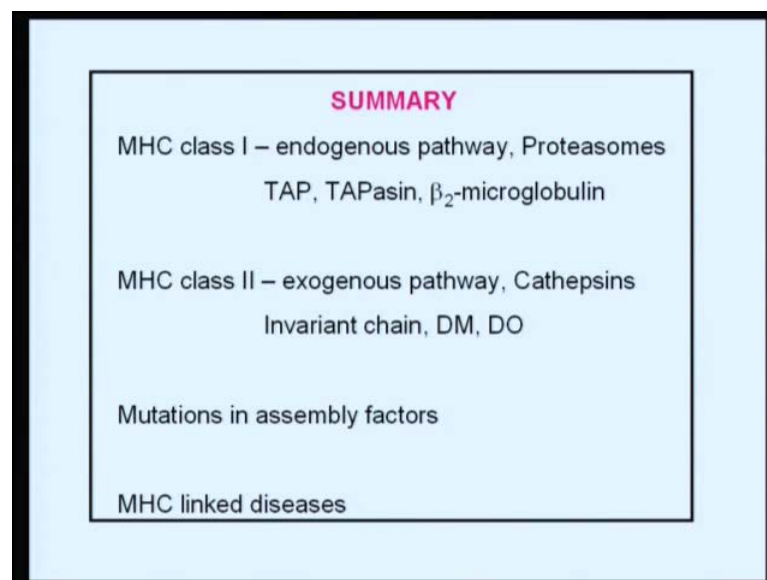 SUMMARY
MHC class I – endogenous pathway, Proteasomes
TAP, TAPasin, β₂-microglobulin
MHC class II – exogenous pathway, Cathepsins
Invariant chain, DM, DO
Mutations in assembly factors
MHC linked diseases